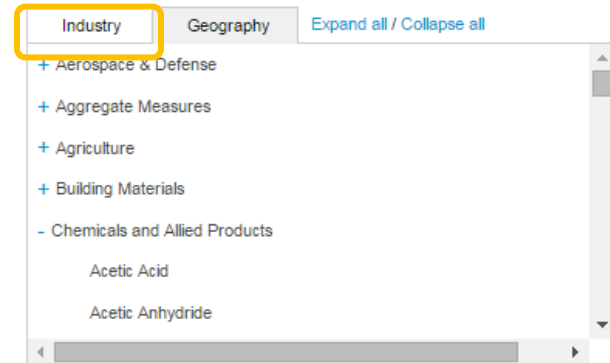 Industry Geography Expand all / Collapse all
+ Aerospace & Defense
+ Aggregate Measures
+ Agriculture
+ Building Materials
- Chemicals and Allied Products
Acetic Acid
Acetic Anhydride